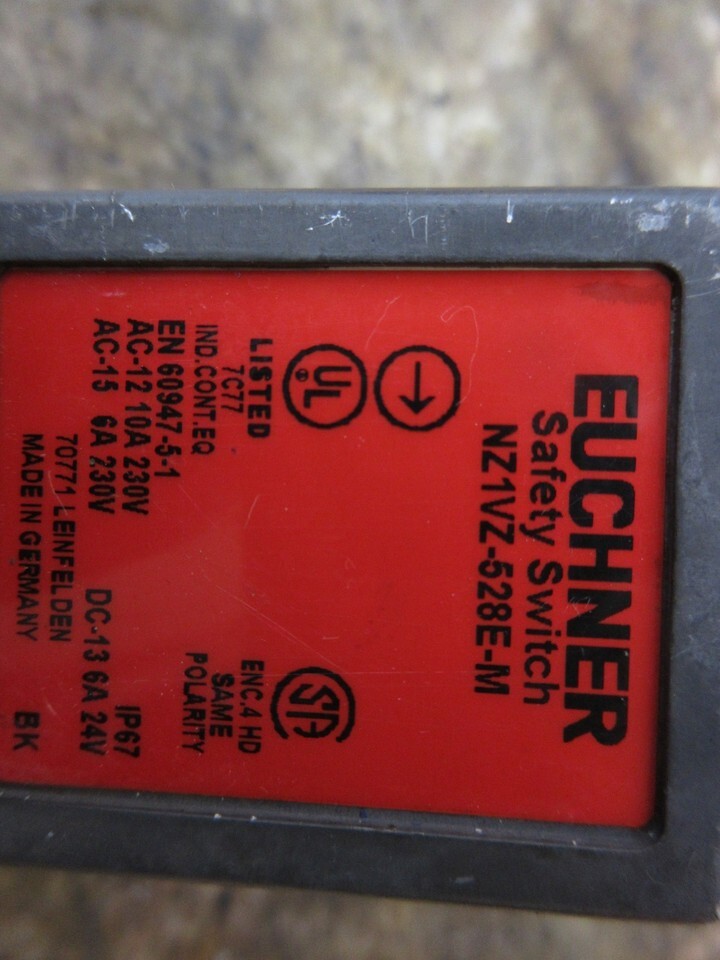 EUCHNER
Safety Switch
NZ1VZ-528E-M
UL ®
LISTED
7C77
IND.CONT.EQ
SA
ENC.4 HD
SAME
POLARITY
EN 60947-5-1
AC-12 10A 230V IP67
AC-15 6A 230V DC-13 6A 24V
70771 LEINFELDEN
MADE IN GERMANY BK